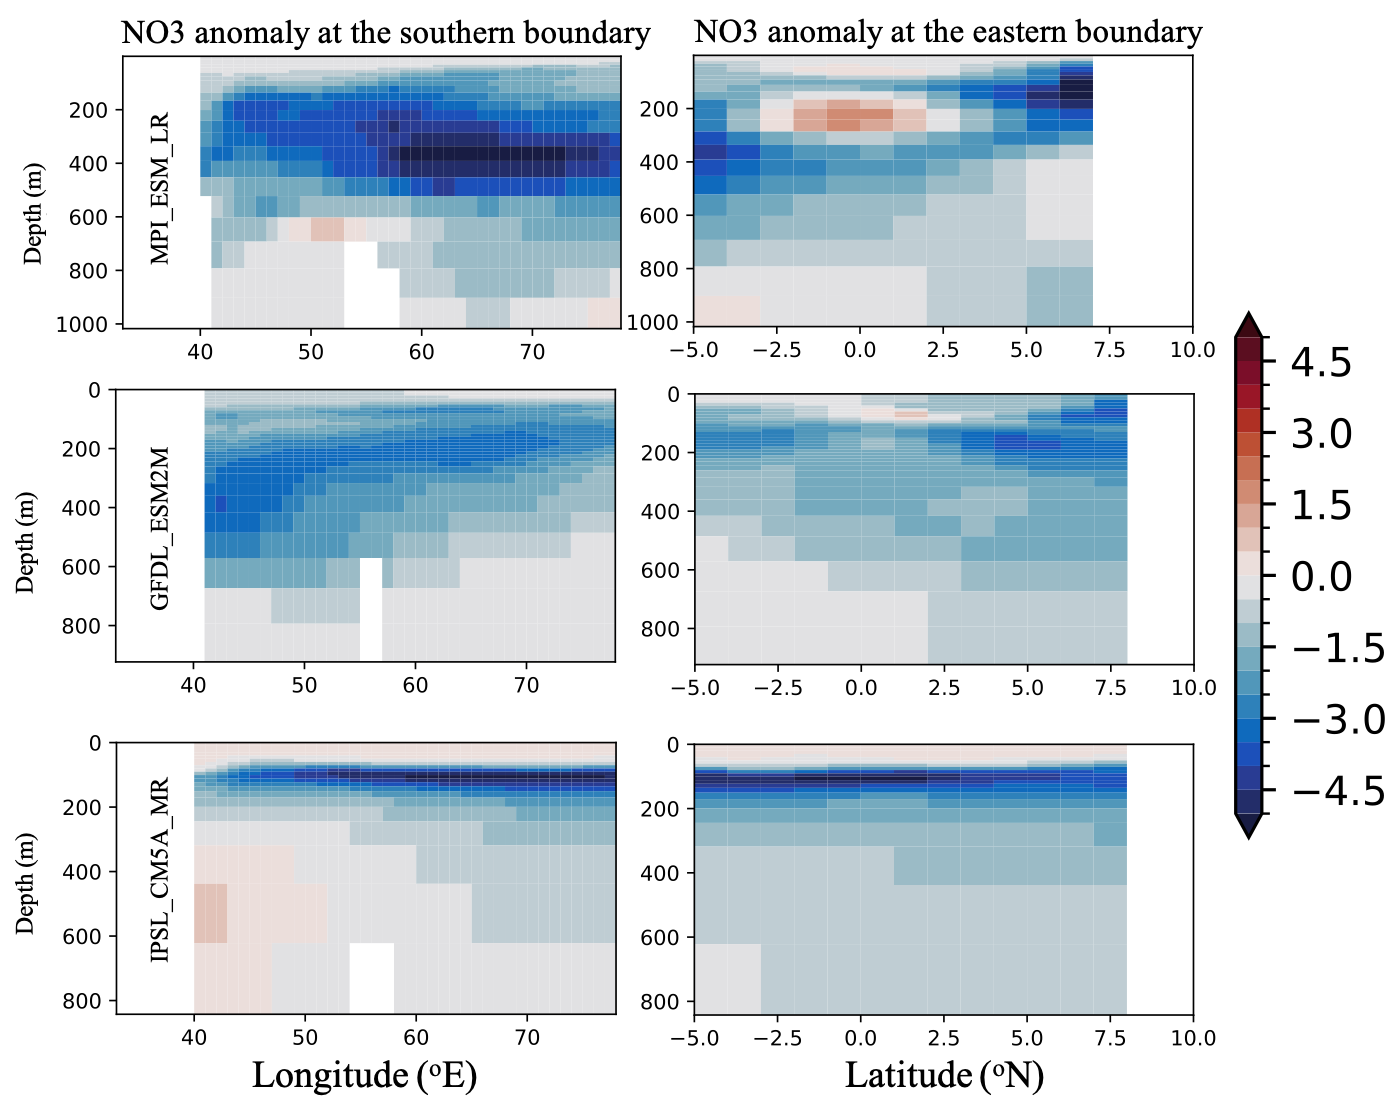 NO3 anomaly at the southern boundary
NO3 anomaly at the eastern boundary
Depth (m)
MPI_ESM_LR
200
400
600
800
1000
40 50 60 70
200
400
600
800
1000
−5.0 −2.5 0.0 2.5 5.0 7.5 10.0
Depth (m)
GFDL_ESM2M
0
200
400
600
800
40 50 60 70
0
200
400
600
800
−5.0 −2.5 0.0 2.5 5.0 7.5 10.0
Depth (m)
IPSL_CM5A_MR
0
200
400
600
800
40 50 60 70
Longitude (°E)
0
200
400
600
800
−5.0 −2.5 0.0 2.5 5.0 7.5 10.0
Latitude (°N)
4.5
3.0
1.5
0.0
−1.5
−3.0
−4.5